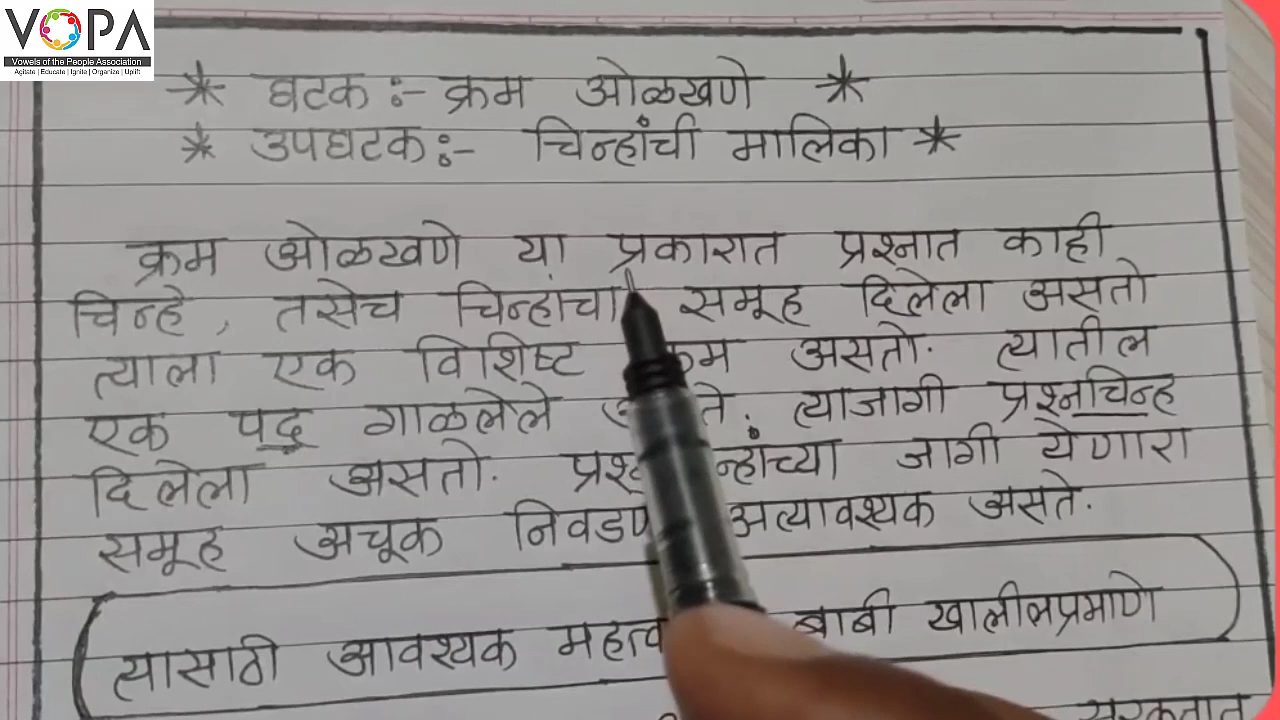 VOPA
Vowels of the People Association
Agitate | Educate | Ignite | Organize | Uplift
* घटक :- क्रम ओळखणे *
* उपघटक :- चिन्हांची मालिका *
क्रम ओळखणे या प्रकारात प्रश्नात काही
चिन्हे, तसेच चिन्हांचा समूह दिलेला असतो
त्याला एक विशिष्ट असतो. त्यातील
एक पद गाळलेले त्याजागी प्रश्नचिन्ह
दिलेला असतो. जागी येणारा
समूह अचूक अत्यावश्यक असते.
त्यासाठी आवश्यक बाबी खालीलप्रमाणे